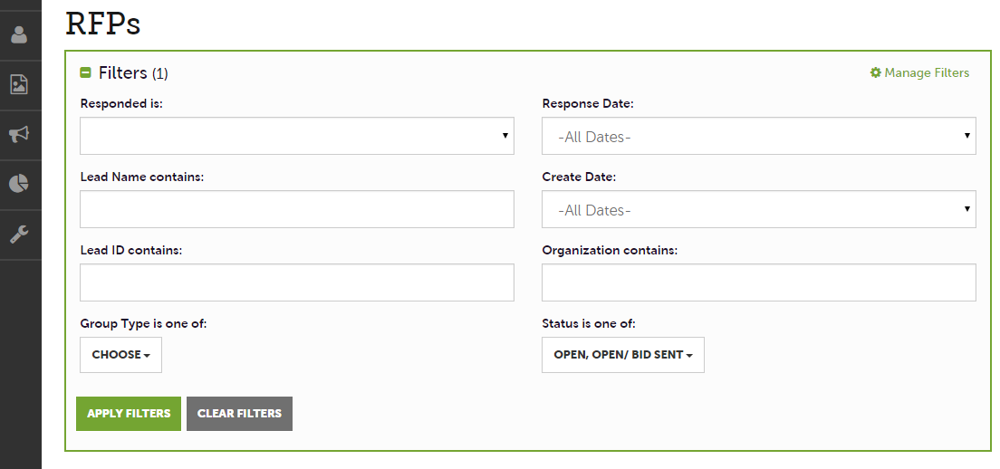 RFPs
Filters (1)
Manage Filters
Responded is:
Response Date:
-All Dates-
Lead Name contains:
Create Date:
-All Dates-
Lead ID contains:
Organization contains:
Group Type is one of:
Status is one of:
CHOOSE
OPEN, OPEN/ BID SENT
APPLY FILTERS
CLEAR FILTERS